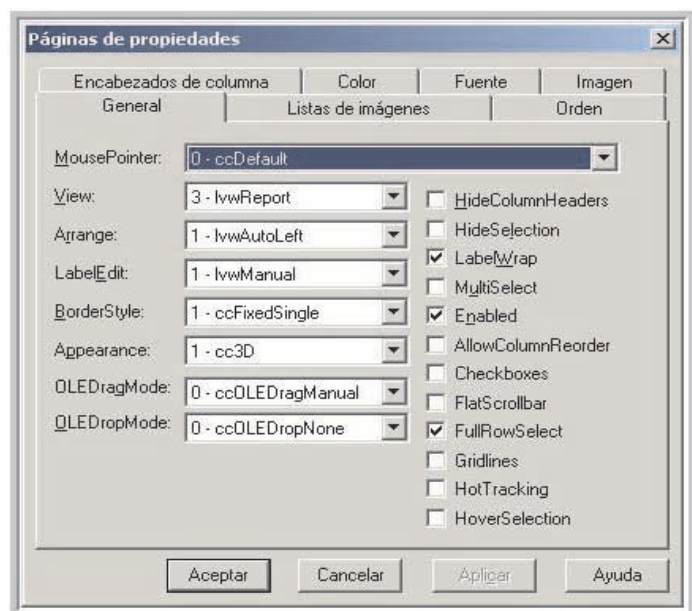 Páginas de propiedades
Encabezados de columna Color Fuente Imagen
General Listas de imágenes Orden
MousePointer: 0 - ccDefault
View: 3 - lvwReport
Arrange: 1 - lvwAutoLeft
LabelEdit: 1 - lvwManual
BorderStyle: 1 - ccFixedSingle
Appearance: 1 - cc3D
OLEDragMode: 0 - ccOLEDragManual
OLEDropMode: 0 - ccOLEDropNone
HideColumnHeaders
HideSelection
LabelWrap
MultiSelect
Enabled
AllowColumnReorder
Checkboxes
FlatScrollbar
FullRowSelect
Gridlines
HotTracking
HoverSelection
Aceptar Cancelar Aplicar Ayuda